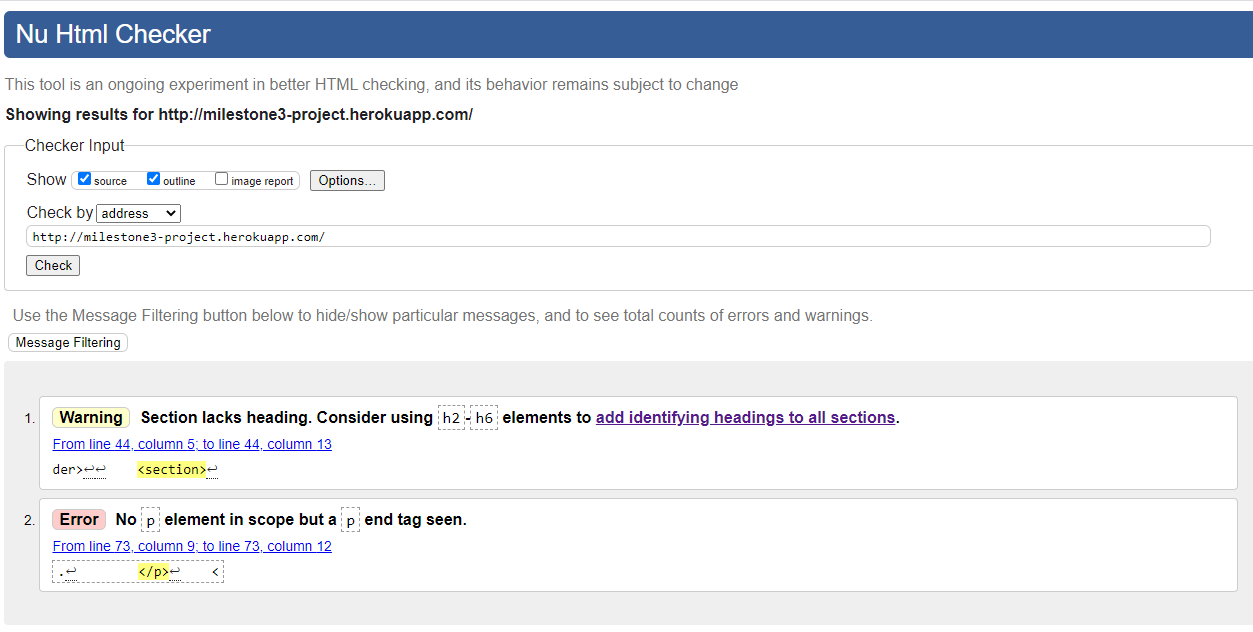 Nu Html Checker
This tool is an ongoing experiment in better HTML checking, and its behavior remains subject to change
Showing results for http://milestone3-project.herokuapp.com/
Checker Input
Show source outline image report Options...
Check by address
http://milestone3-project.herokuapp.com/
Check
Use the Message Filtering button below to hide/show particular messages, and to see total counts of errors and warnings.
Message Filtering
1. Warning Section lacks heading. Consider using h2-h6 elements to add identifying headings to all sections.
From line 44, column 5; to line 44, column 13
der>↩↩ <section>↩
2. Error No p element in scope but a p end tag seen.
From line 73, column 9; to line 73, column 12
.↩ </p>↩ <